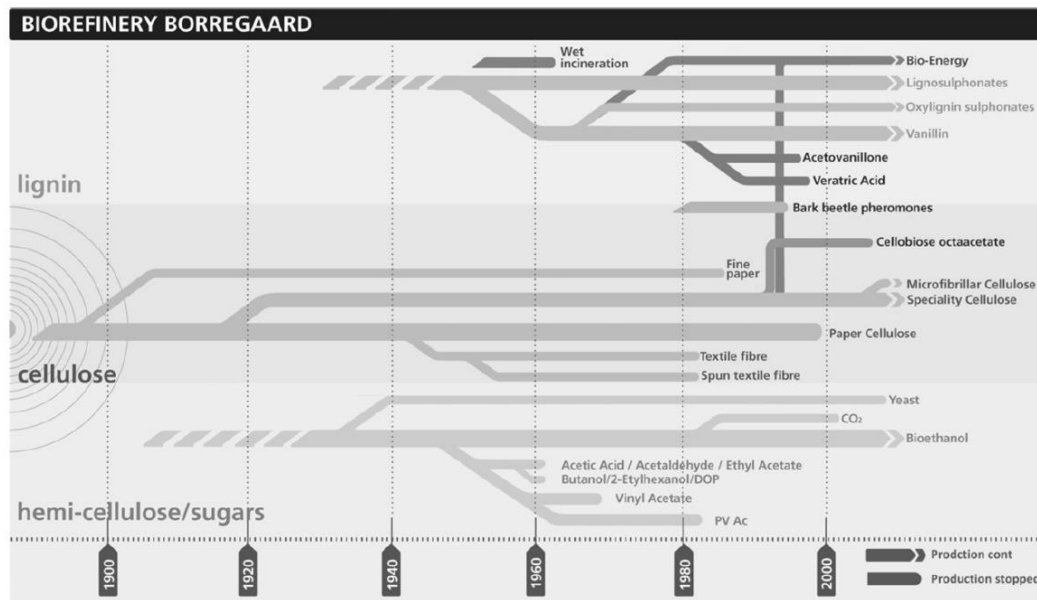 BIOREFINERY BORREGAARD
Wet
incineration
Bio-Energy
Lignosulphonates
Oxylignin sulphonates
Vanillin
Acetovanillone
Veratric Acid
lignin
Bark beetle pheromones
Cellobiose octaacetate
Fine
paper
Microfibrillar Cellulose
Speciality Cellulose
Paper Cellulose
Textile fibre
cellulose
Spun textile fibre
Yeast
CO₂
Bioethanol
Acetic Acid / Acetaldehyde / Ethyl Acetate
Butanol/2-Etylhexanol/DOP
Vinyl Acetate
hemi-cellulose/sugars
PV Ac
1900
1920
1940
1960
1980
2000
Prodction cont
Production stopped